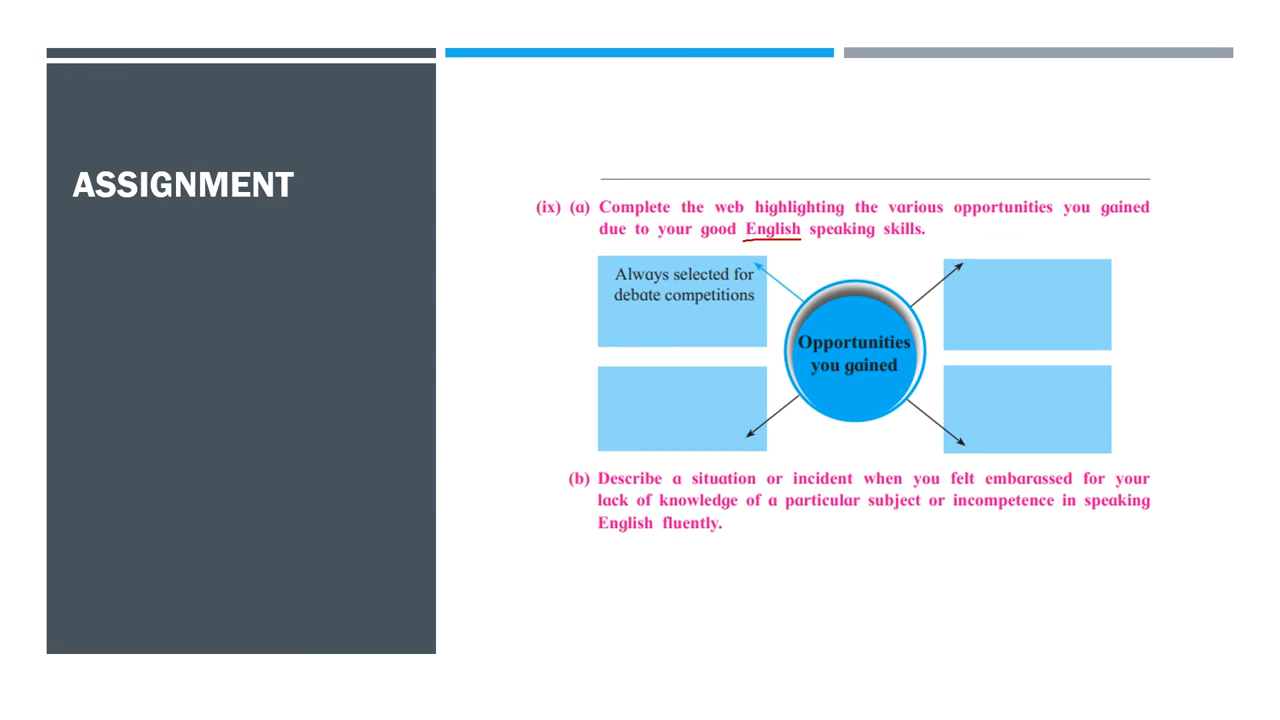 ASSIGNMENT
(ix) (a) Complete the web highlighting the various opportunities you gained
due to your good English speaking skills.
Always selected for
debate competitions
Opportunities
you gained
(b) Describe a situation or incident when you felt embarassed for your
lack of knowledge of a particular subject or incompetence in speaking
English fluently.